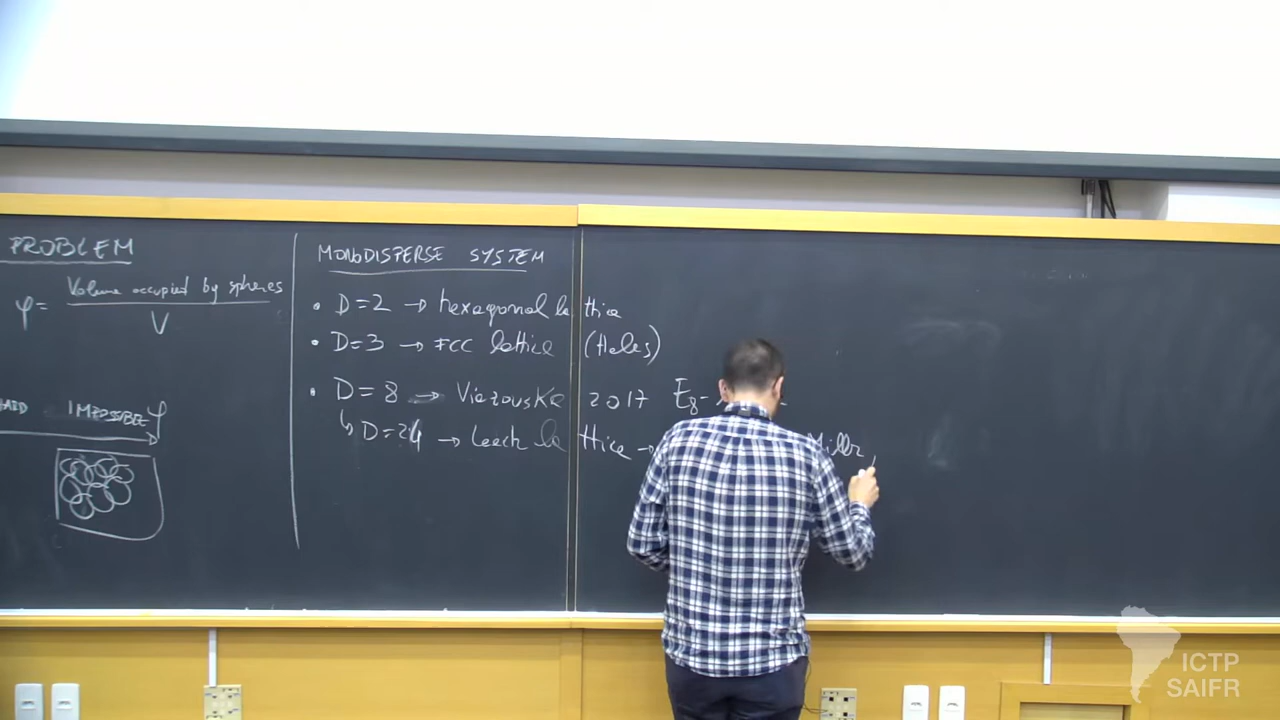 PROBLEM
φ = Volume occupied by spheres / V
IMPOSSIBLE φ
MONODISPERSE SYSTEM
• D=2 → hexagonal lattice
• D=3 → FCC lattice (Hales)
• D=8 → Viazouska 2017 E8-
↳ D=24 → Leech lattice → Miller,
ICTP
SAIFR